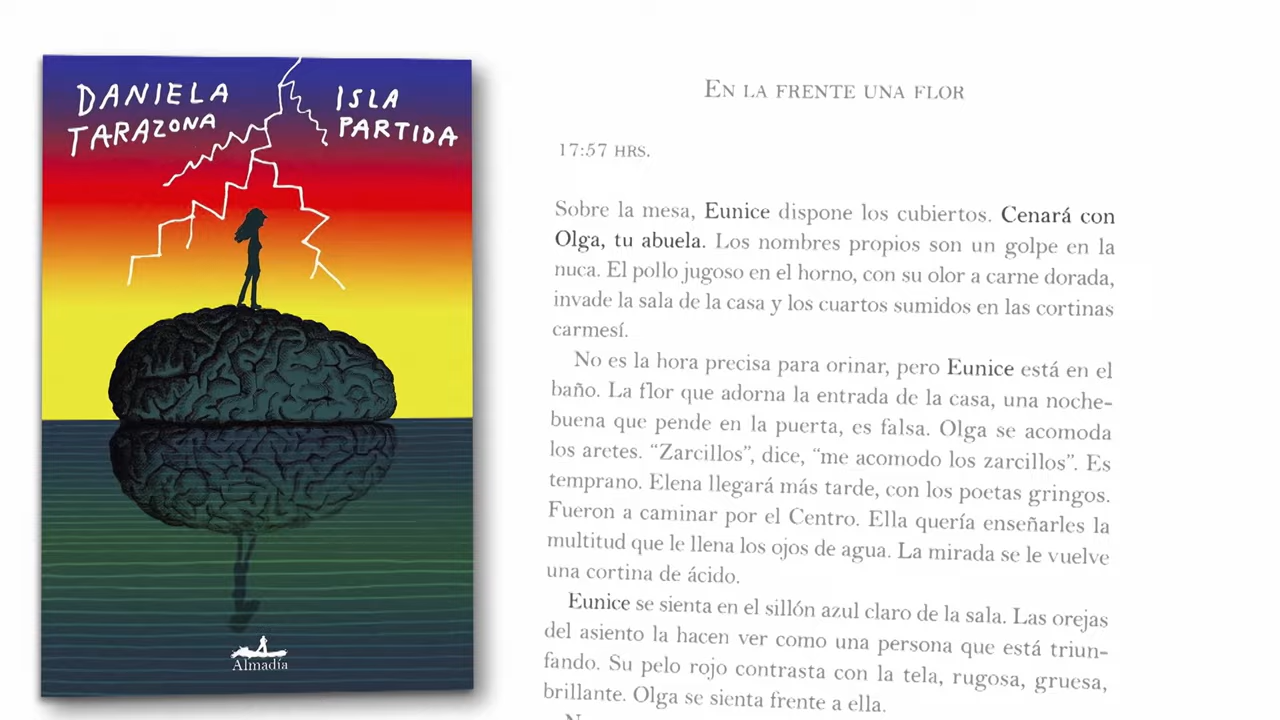 DANIELA
TARAZONA
ISLA
PARTIDA
Almadía
EN LA FRENTE UNA FLOR
17:57 HRS.
Sobre la mesa, Eunice dispone los cubiertos. Cenará con
Olga, tu abuela. Los nombres propios son un golpe en la
nuca. El pollo jugoso en el horno, con su olor a carne dorada,
invade la sala de la casa y los cuartos sumidos en las cortinas
carmesí.
No es la hora precisa para orinar, pero Eunice está en el
baño. La flor que adorna la entrada de la casa, una noche-
buena que pende en la puerta, es falsa. Olga se acomoda
los aretes. “Zarcillos”, dice, “me acomodo los zarcillos”. Es
temprano. Elena llegará más tarde, con los poetas gringos.
Fueron a caminar por el Centro. Ella quería enseñarles la
multitud que le llena los ojos de agua. La mirada se le vuelve
una cortina de ácido.
Eunice se sienta en el sillón azul claro de la sala. Las orejas
del asiento la hacen ver como una persona que está triun-
fando. Su pelo rojo contrasta con la tela, rugosa, gruesa,
brillante. Olga se sienta frente a ella.